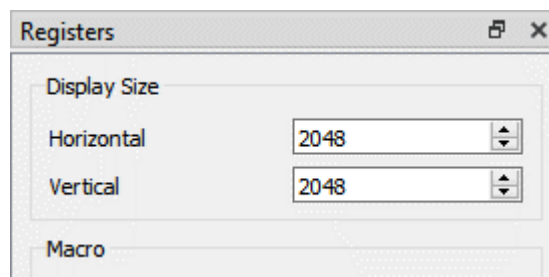 Registers
Display Size
Horizontal 2048
Vertical 2048
Macro